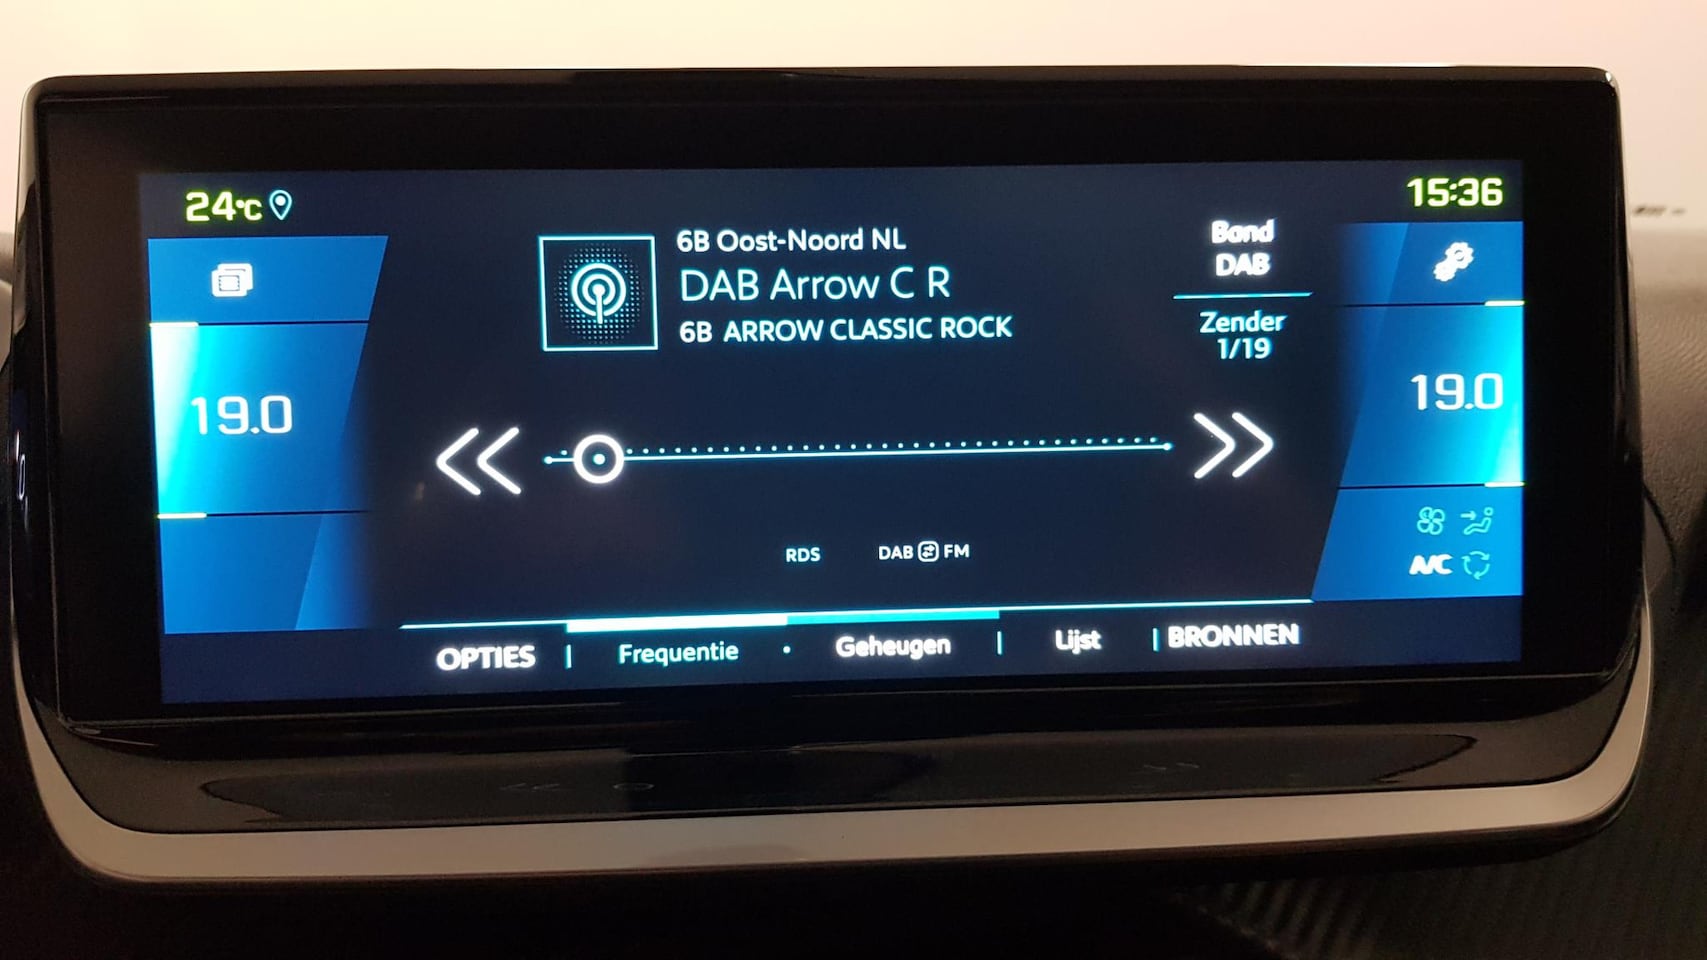 24°C
15:36
6B Oost-Noord NL
DAB Arrow C R
6B ARROW CLASSIC ROCK
Band
DAB
Zender
1/19
19.0
19.0
RDS
DAB FM
A/C
OPTIES | Frequentie • Geheugen | Lijst | BRONNEN